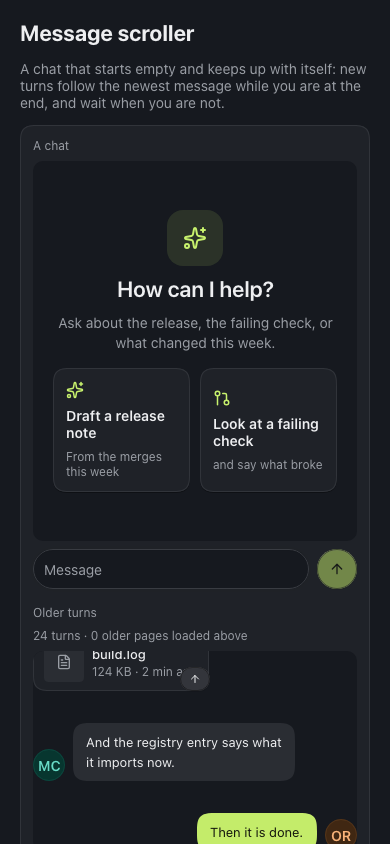 Message scroller
A chat that starts empty and keeps up with itself: new
turns follow the newest message while you are at the
end, and wait when you are not.
A chat
How can I help?
Ask about the release, the failing check, or
what changed this week.
Draft a release
note
From the merges
this week
Look at a failing
check
and say what broke
Message
Older turns
24 turns · 0 older pages loaded above
build.log
124 KB · 2 min
And the registry entry says what
it imports now.
MC
Then it is done.
OR